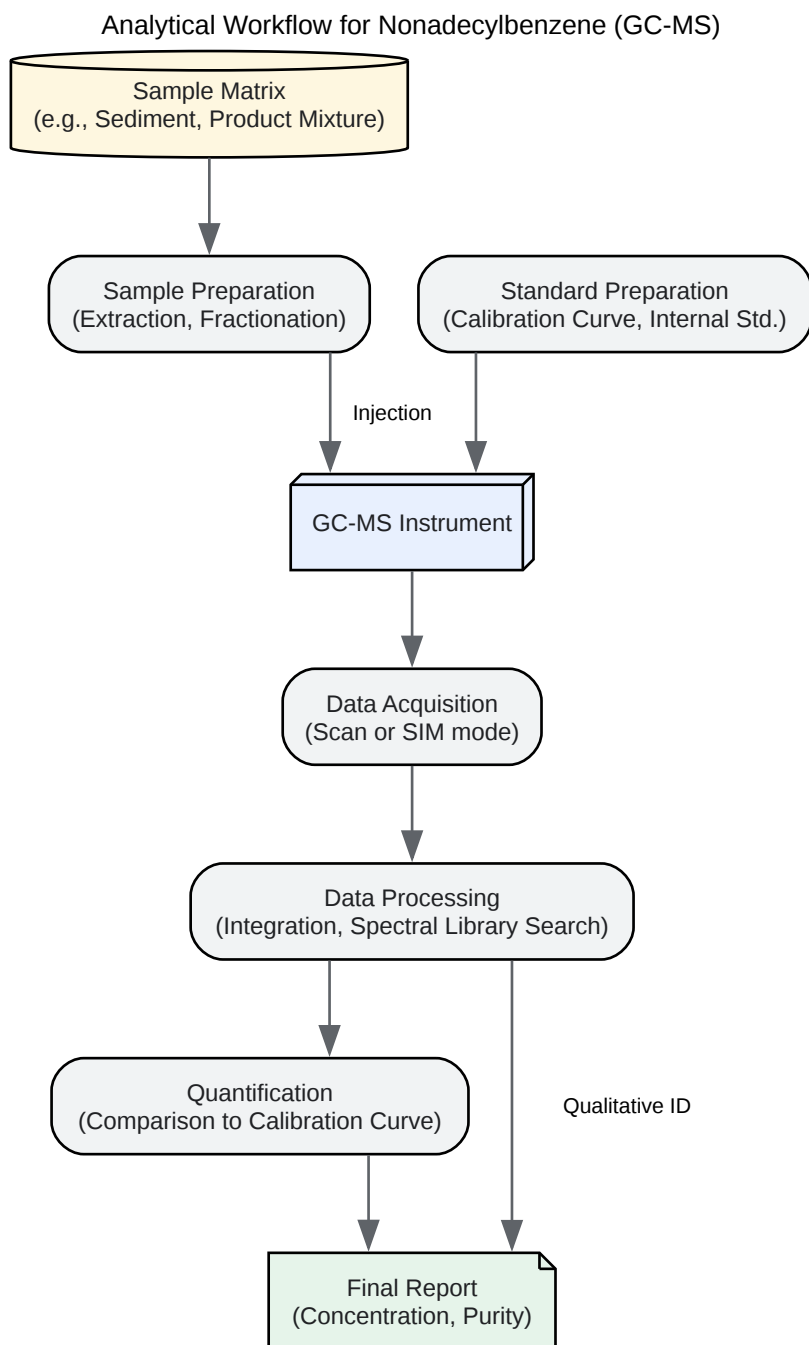 Analytical Workflow for Nonadecylbenzene (GC-MS)
Sample Matrix
(e.g., Sediment, Product Mixture)
Sample Preparation
(Extraction, Fractionation)
Standard Preparation
(Calibration Curve, Internal Std.)
Injection
GC-MS Instrument
Data Acquisition
(Scan or SIM mode)
Data Processing
(Integration, Spectral Library Search)
Quantification
(Comparison to Calibration Curve)
Qualitative ID
Final Report
(Concentration, Purity)